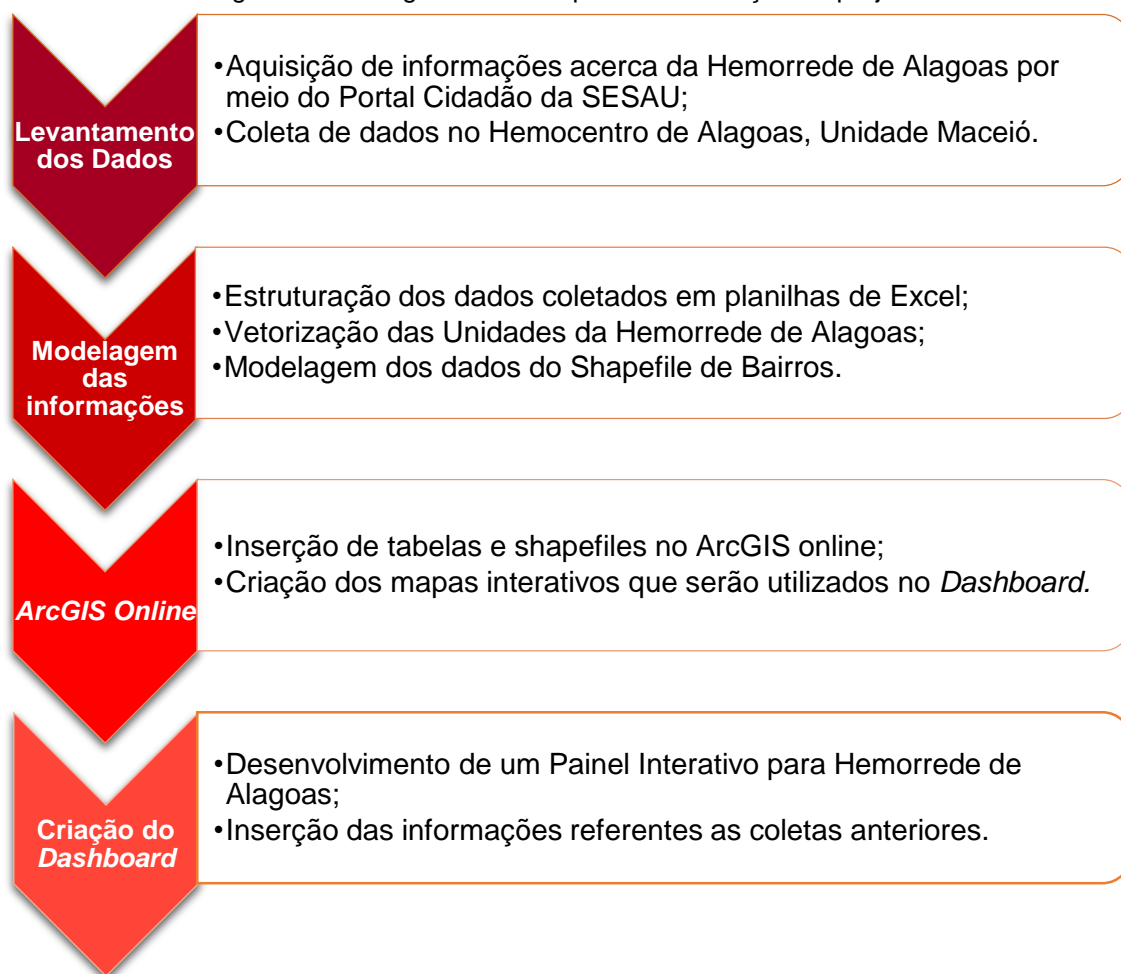 Levantamento
dos Dados
•Aquisição de informações acerca da Hemorrede de Alagoas por
meio do Portal Cidadão da SESAU;
•Coleta de dados no Hemocentro de Alagoas, Unidade Maceió.
Modelagem
das
informações
•Estruturação dos dados coletados em planilhas de Excel;
•Vetorização das Unidades da Hemorrede de Alagoas;
•Modelagem dos dados do Shapefile de Bairros.
ArcGIS Online
•Inserção de tabelas e shapefiles no ArcGIS online;
•Criação dos mapas interativos que serão utilizados no Dashboard.
Criação do
Dashboard
•Desenvolvimento de um Painel Interativo para Hemorrede de
Alagoas;
•Inserção das informações referentes as coletas anteriores.